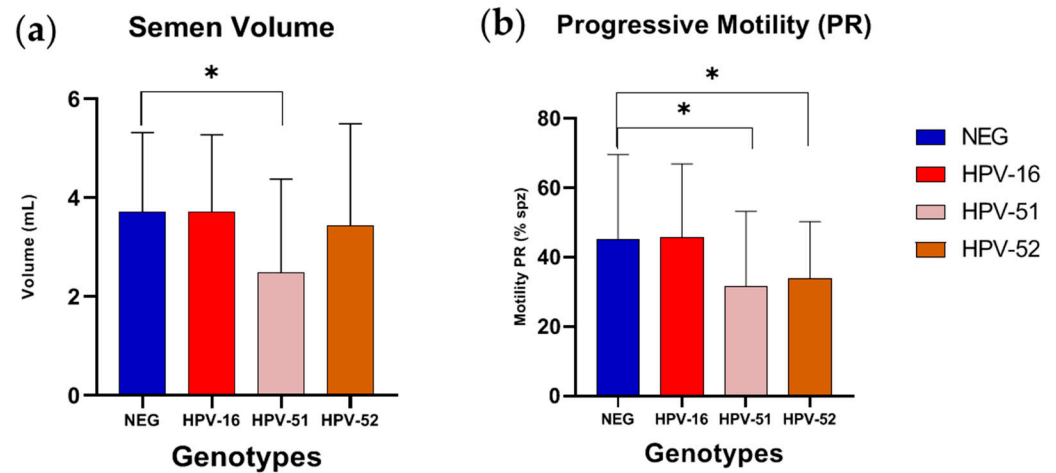 (a) Semen Volume
*
6
4
2
0
Volume (mL)
NEG HPV-16 HPV-51 HPV-52
Genotypes
(b) Progressive Motility (PR)
*
*
80
60
40
20
0
Motility PR (% spz)
NEG HPV-16 HPV-51 HPV-52
Genotypes
NEG
HPV-16
HPV-51
HPV-52